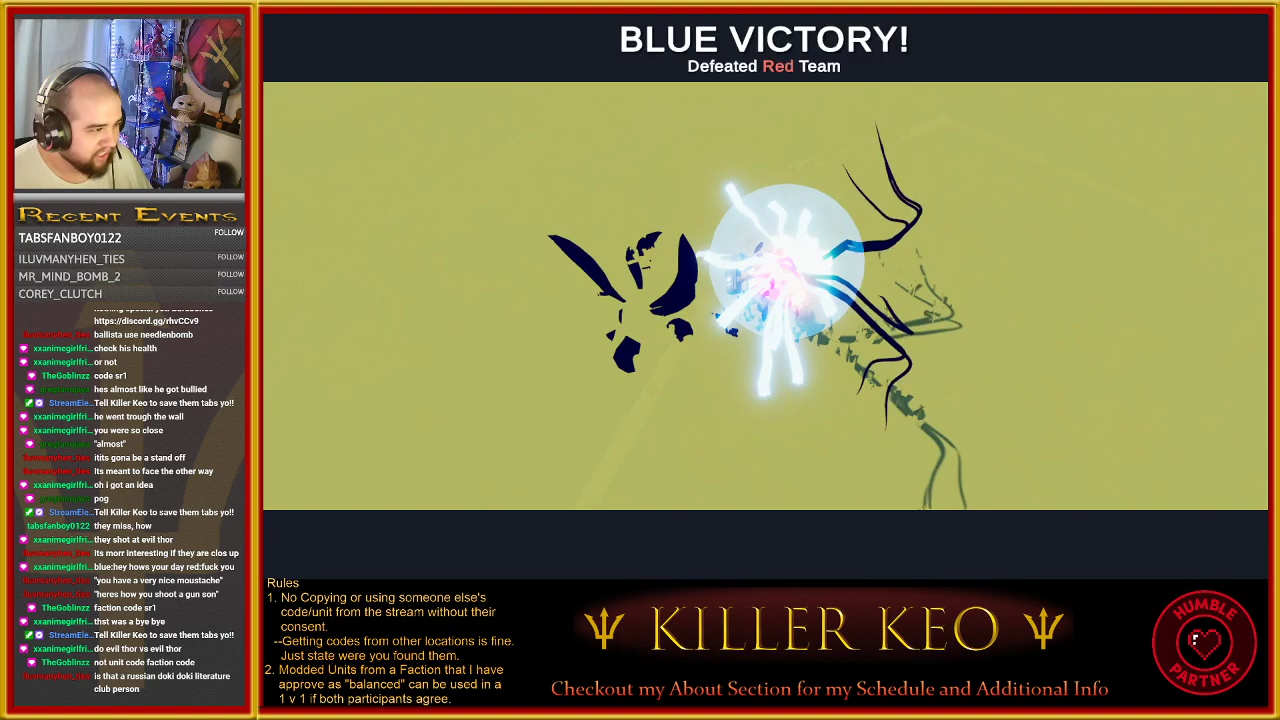 BLUE VICTORY!
Defeated Red Team
RECENT EVENTS
TABSFANBOY0122 FOLLOW
ILUVMANYHEN_TIES FOLLOW
MR_MIND_BOMB_2 FOLLOW
COREY_CLUTCH FOLLOW
https://discord.gg/rhvCCv9
iluvmanyhen_ties ballista use needlenbomb
xxanimegirlfri... check his health
xxanimegirlfri... or not
TheGoblinzz code sr1
hes almost like he got bullied
StreamEle... Tell Killer Keo to save them tabs yo!!
xxanimegirlfri... he went trough the wall
xxanimegirlfri... you were so close
"almost"
iluvmanyhen_ties itits gona be a stand off
iluvmanyhen_ties Its meant to face the other way
xxanimegirlfri... oh i got an idea
pog
StreamEle... Tell Killer Keo to save them tabs yo!!
tabsfanboy0122 they miss, how
xxanimegirlfri... they shot at evil thor
iluvmanyhen_ties Its morr interesting if they are clos up
xxanimegirlfri... blue:hey hows your day red:fuck you
iluvmanyhen_ties "you have a very nice moustache"
iluvmanyhen_ties "heres how you shoot a gun son"
TheGoblinzz faction code sr1
xxanimegirlfri... thst was a bye bye
StreamEle... Tell Killer Keo to save them tabs yo!!
xxanimegirlfri... do evil thor vs evil thor
TheGoblinzz not unit code faction code
iluvmanyhen_ties is that a russian doki doki literature
club person
Rules
1. No Copying or using someone else's
code/unit from the stream without their
consent.
--Getting codes from other locations is fine.
Just state were you found them.
2. Modded Units from a Faction that I have
approve as "balanced" can be used in a
1 v 1 if both participants agree.
KILLER KEO
Checkout my About Section for my Schedule and Additional Info
HUMBLE
PARTNER